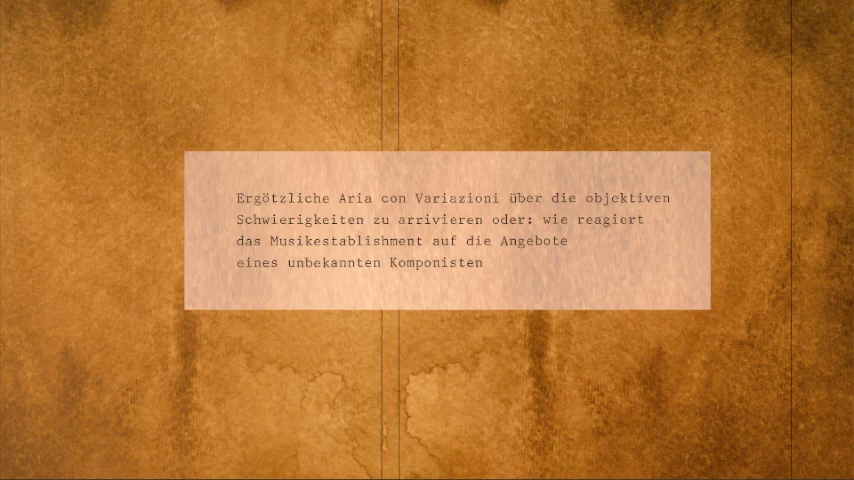 Ergötzliche Aria con Variazioni über die objektiven
Schwierigkeiten zu arrivieren oder: wie reagiert
das Musikestablishment auf die Angebote
eines unbekannten Komponisten